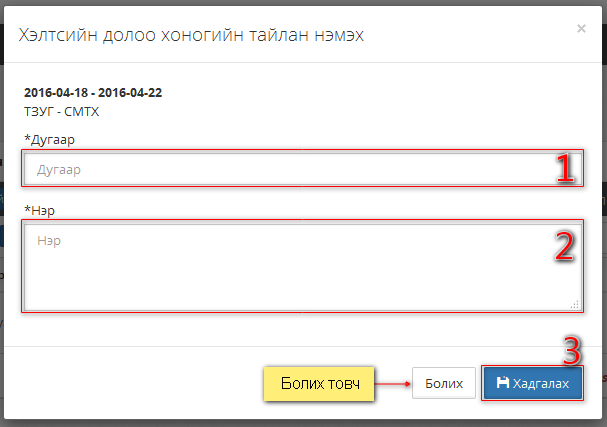 Хэлтсийн долоо хоногийн тайлан нэмэх ×
2016-04-18 - 2016-04-22
ТЗУГ - СМТХ
*Дугаар
Дугаар 1
*Нэр
Нэр 2
3
Болих товч Болих Хадгалах